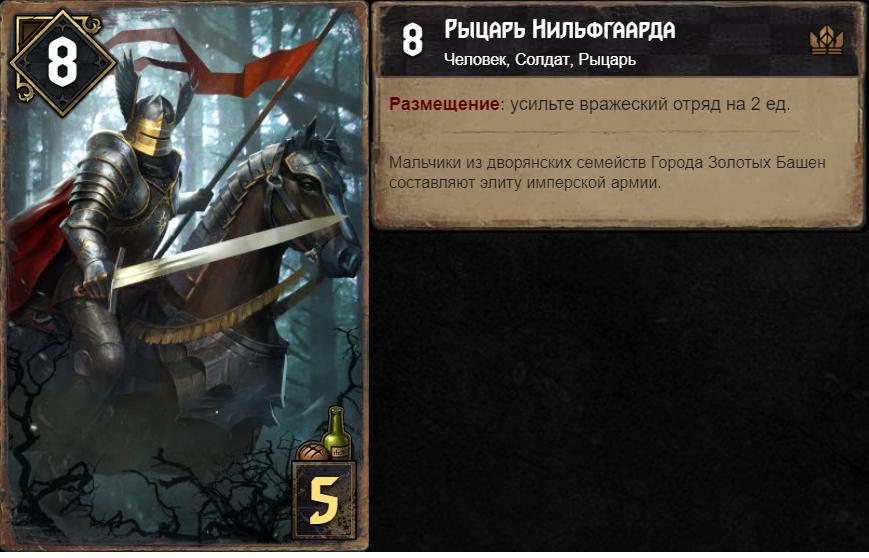 8
8
Рыцарь Нильфгаарда
Человек, Солдат, Рыцарь
Размещение: усильте вражеский отряд на 2 ед.
Мальчики из дворянских семейств Города Золотых Башен
составляют элиту имперской армии.
5